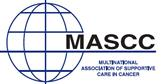 MASCC
MULTINATIONAL
ASSOCIATION OF SUPPORTIVE
CARE IN CANCER